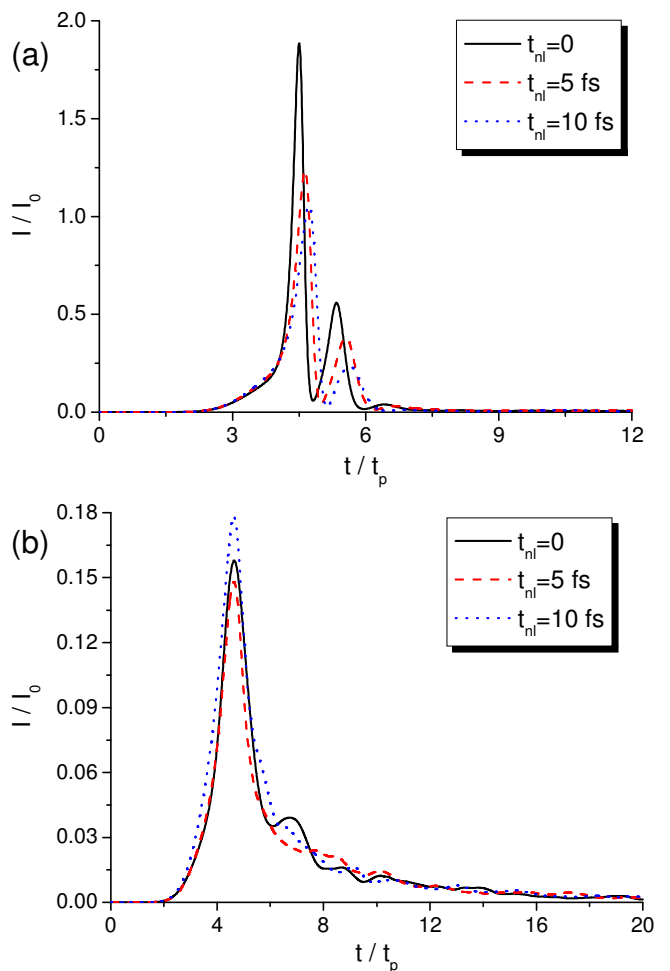 (a)
t_nl=0
t_nl=5 fs
t_nl=10 fs
2.0
1.5
1.0
0.5
0.0
I / I_0
0 3 6 9 12
t / t_p
(b)
t_nl=0
t_nl=5 fs
t_nl=10 fs
0.18
0.15
0.12
0.09
0.06
0.03
0.00
I / I_0
0 4 8 12 16 20
t / t_p